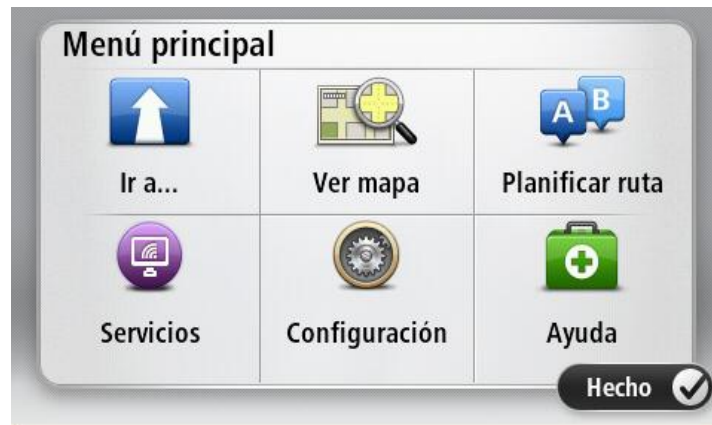 Menú principal
Ir a... Ver mapa Planificar ruta
A B
Servicios Configuración Ayuda
Hecho